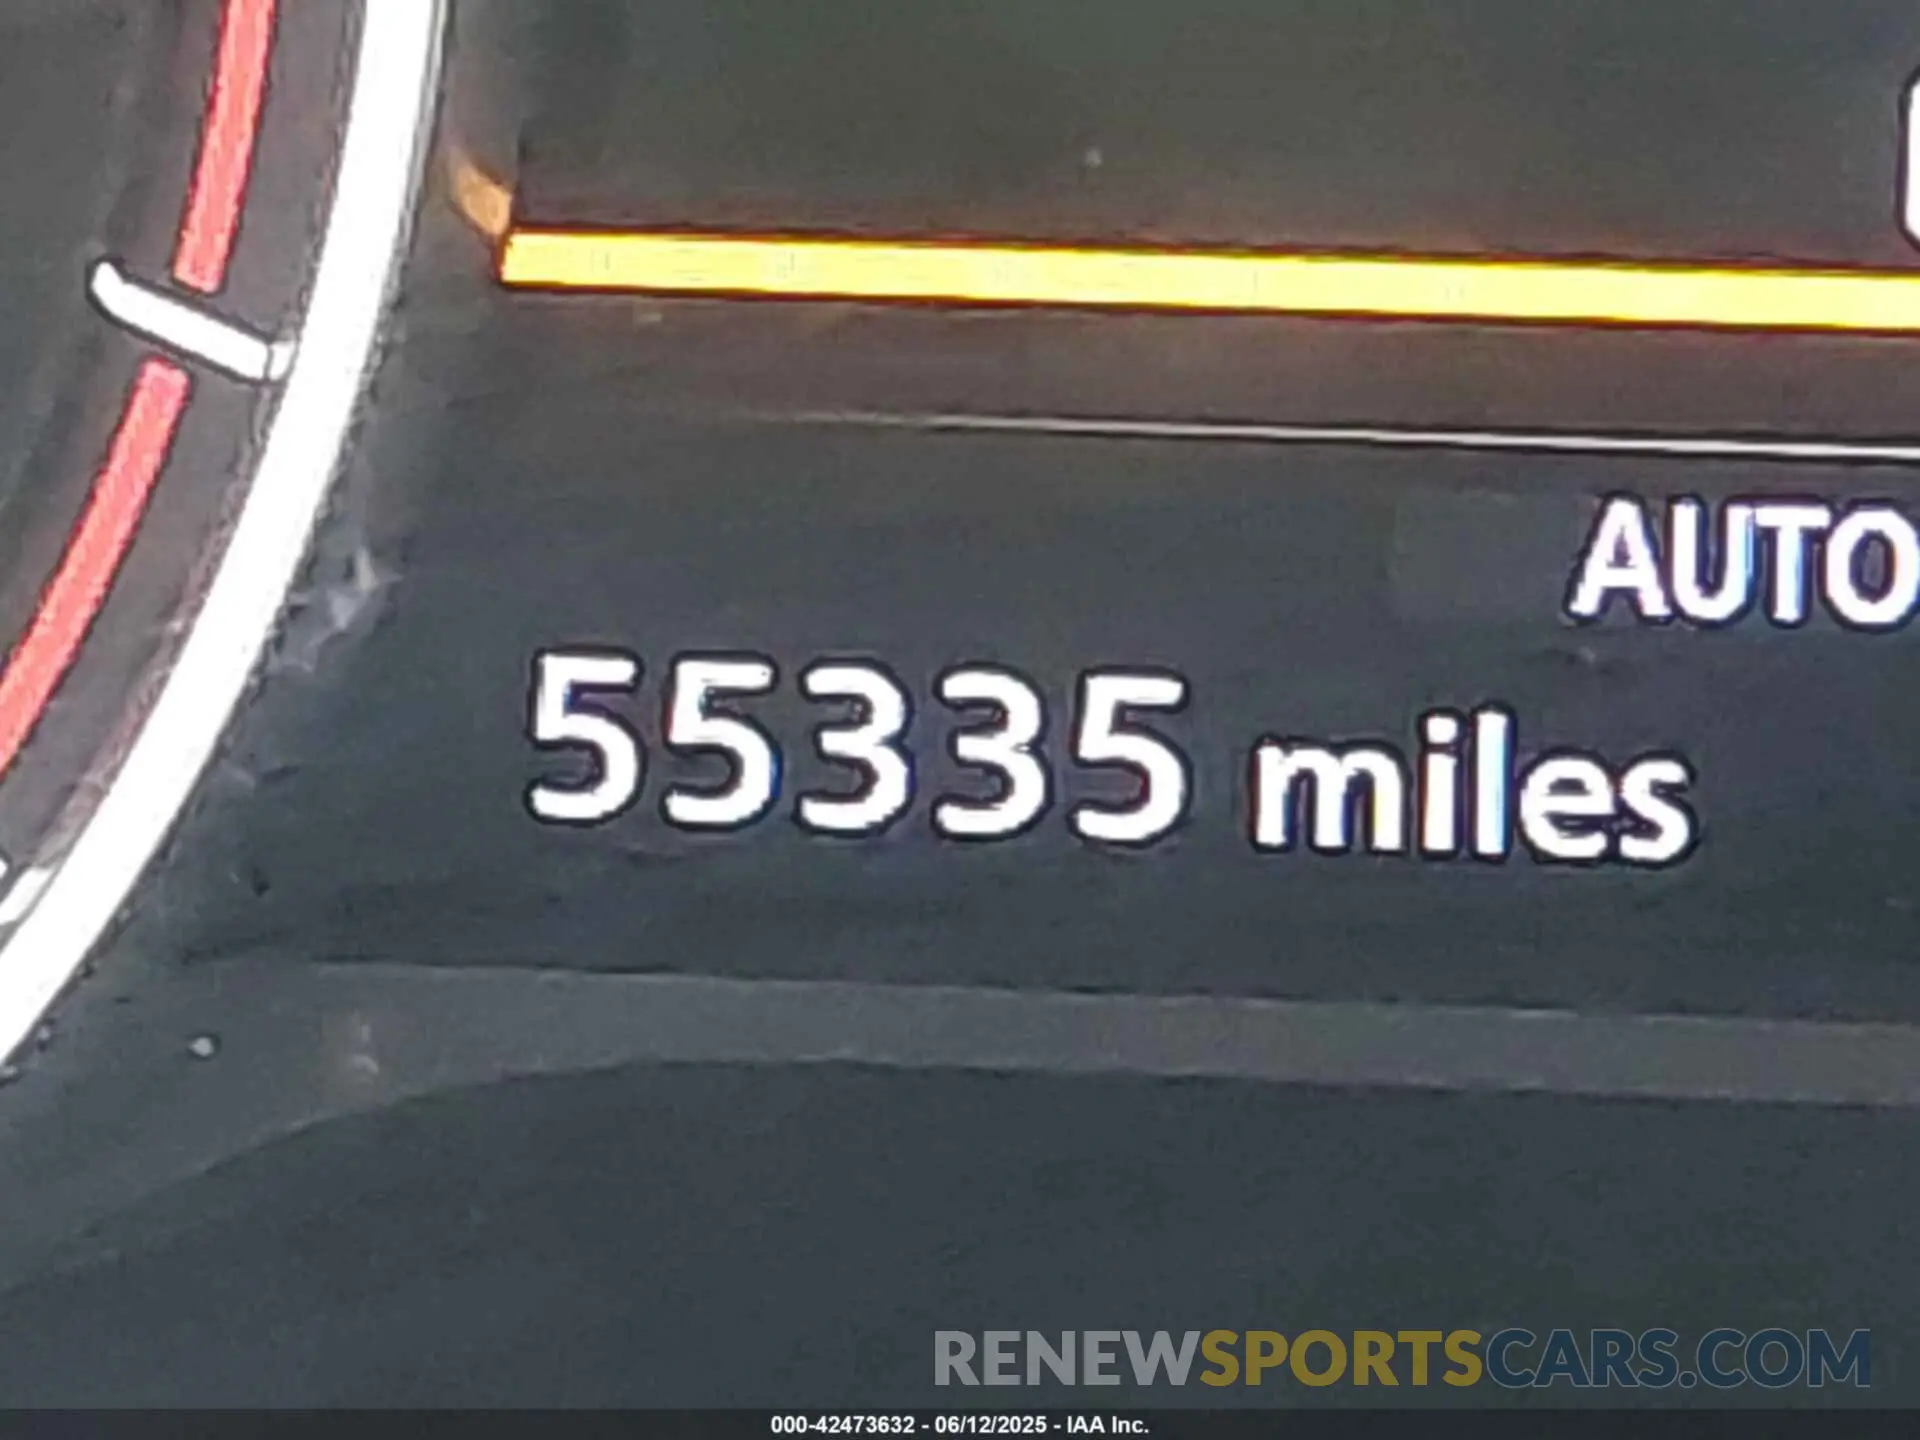 AUTO
55335 miles
RENEWSPORTSCARS.COM
000-42473632 - 06/12/2025 - IAA Inc.